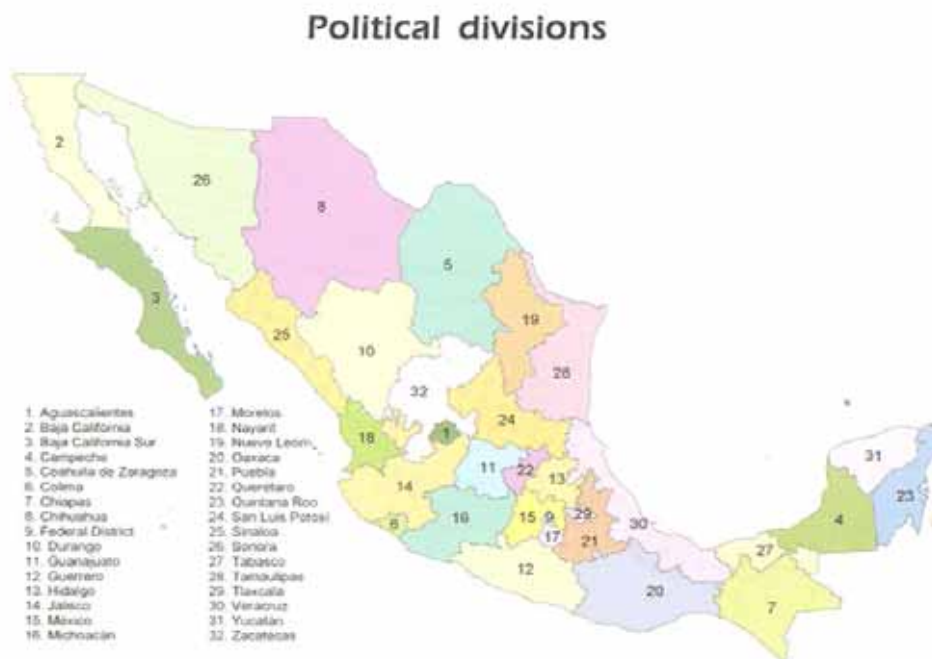 Political divisions
2
26
8
5
3
19
25
10
28
32
24
18
1
31
11
22
13
14
23
16
15
9
29
6
17
21
30
4
27
12
20
7
1. Aguascalientes
2. Baja California
3. Baja California Sur
4. Campeche
5. Coahuila de Zaragoza
6. Colima
7. Chiapas
8. Chihuahua
9. Federal District
10. Durango
11. Guanajuato
12. Guerrero
13. Hidalgo
14. Jalisco
15. México
16. Michoacán
17. Morelos
18. Nayarit
19. Nuevo León
20. Oaxaca
21. Puebla
22. Queretaro
23. Quintana Roo
24. San Luis Potosí
25. Sinaloa
26. Sonora
27. Tabasco
28. Tamaulipas
29. Tlaxcala
30. Veracruz
31. Yucatán
32. Zacatecas